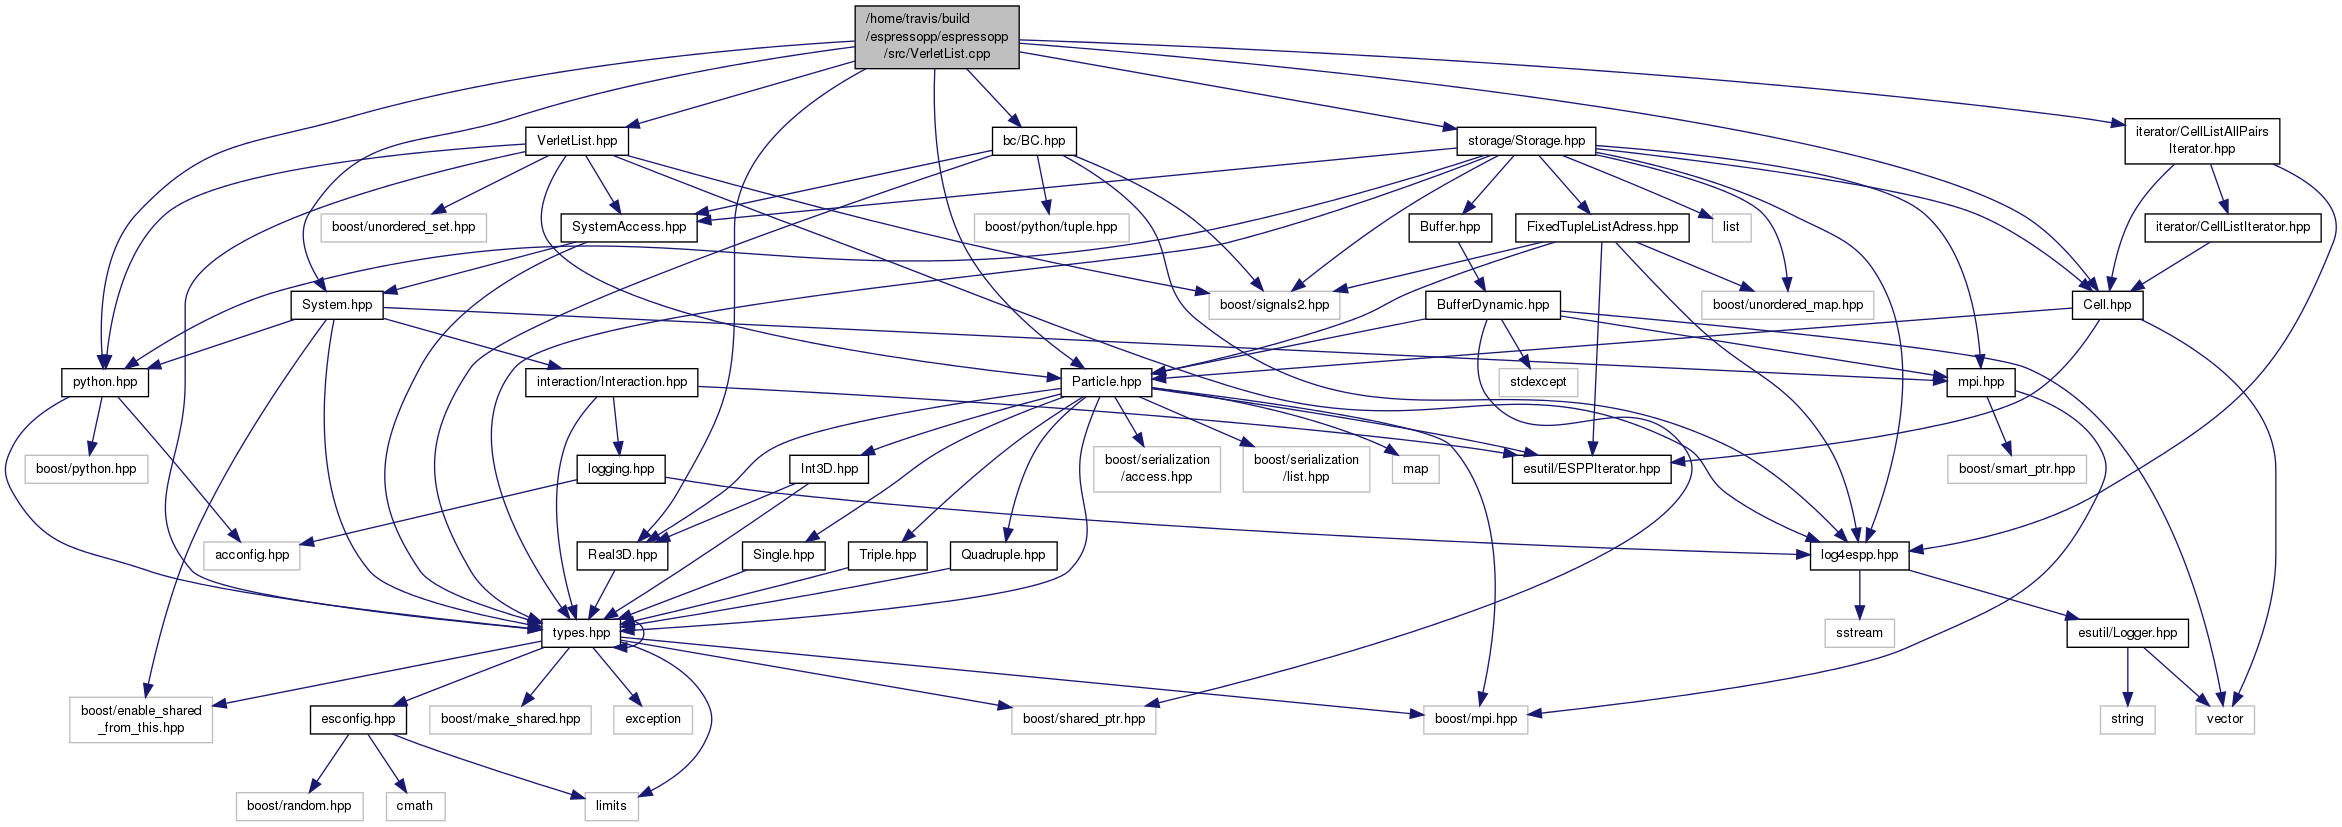 /home/travis/build
/espressopp/espressopp
/src/VerletList.cpp
VerletList.hpp
bc/BC.hpp
storage/Storage.hpp
iterator/CellListAllPairs
Iterator.hpp
boost/unordered_set.hpp
SystemAccess.hpp
boost/python/tuple.hpp
Buffer.hpp
FixedTupleListAdress.hpp
list
iterator/CellListIterator.hpp
System.hpp
boost/signals2.hpp
BufferDynamic.hpp
boost/unordered_map.hpp
Cell.hpp
python.hpp
interaction/Interaction.hpp
Particle.hpp
stdexcept
mpi.hpp
boost/python.hpp
logging.hpp
Int3D.hpp
boost/serialization
/access.hpp
boost/serialization
/list.hpp
map
esutil/ESPPIterator.hpp
boost/smart_ptr.hpp
acconfig.hpp
Real3D.hpp
Single.hpp
Triple.hpp
Quadruple.hpp
log4espp.hpp
types.hpp
sstream
esutil/Logger.hpp
boost/enable_shared
_from_this.hpp
esconfig.hpp
boost/make_shared.hpp
exception
boost/shared_ptr.hpp
boost/mpi.hpp
string
vector
boost/random.hpp
cmath
limits